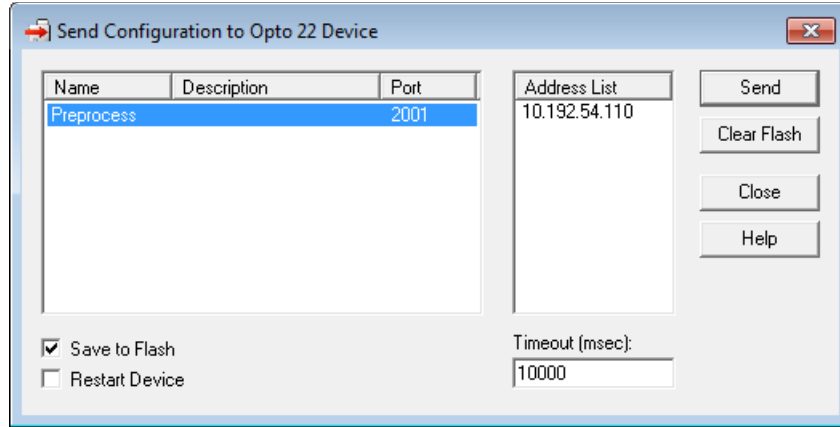 Send Configuration to Opto 22 Device
Name Description Port
Preprocess 2001
Address List
10.192.54.110
Send
Clear Flash
Close
Help
Save to Flash
Restart Device
Timeout (msec):
10000